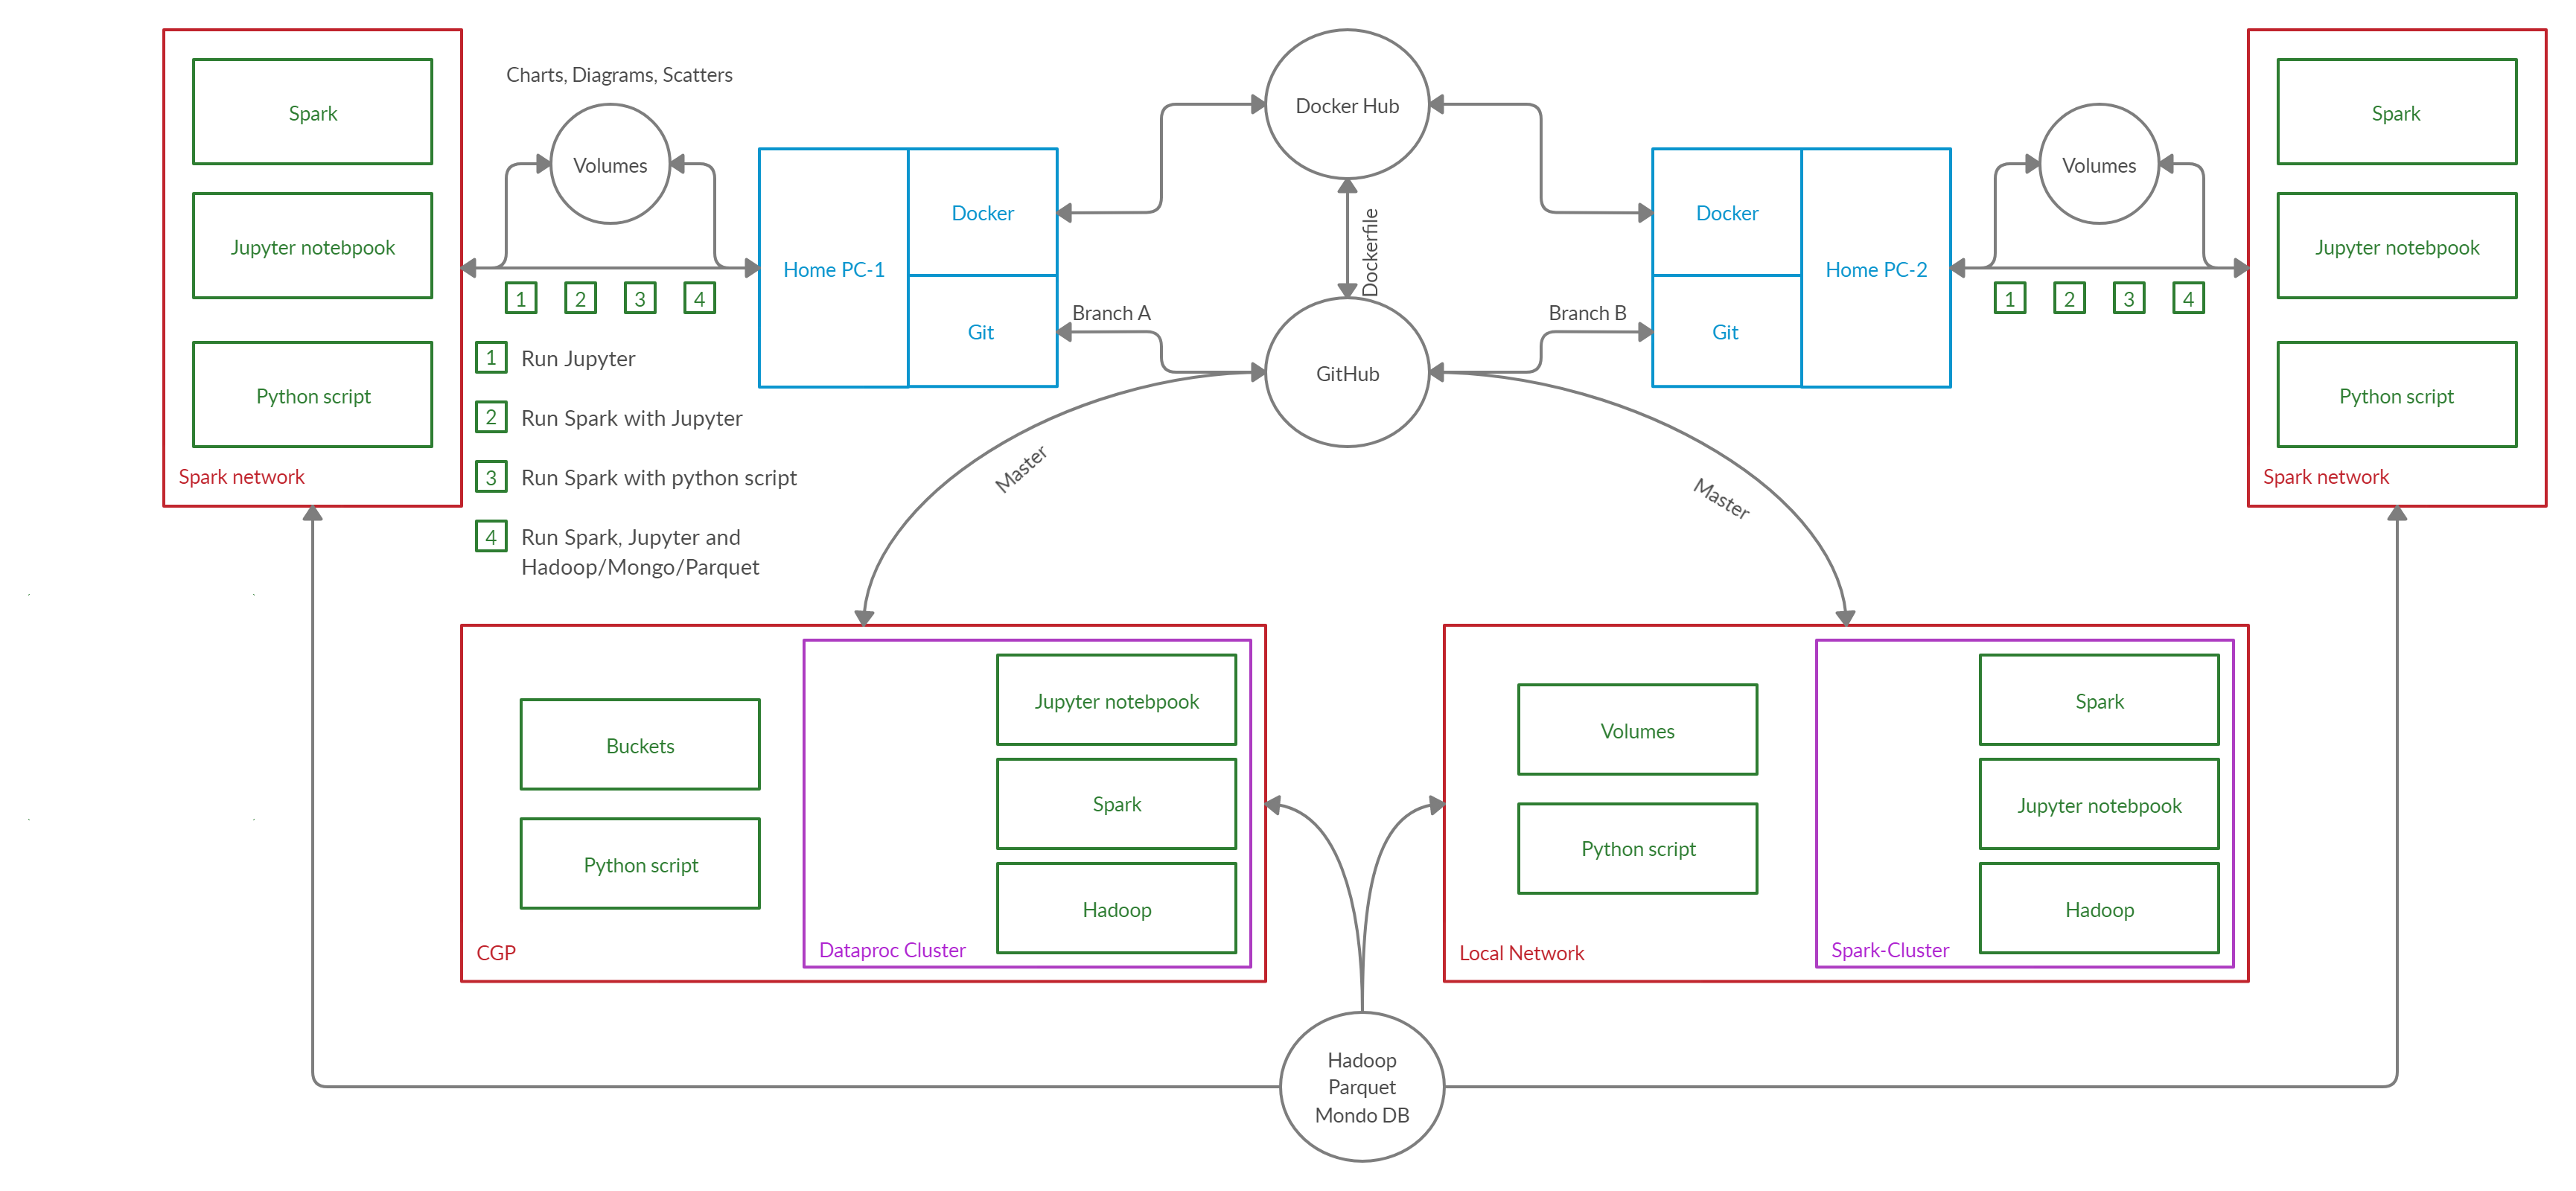 Spark
Jupyter notebpook
Python script
Spark network
Charts, Diagrams, Scatters
Volumes
1
2
3
4
1 Run Jupyter
2 Run Spark with Jupyter
3 Run Spark with python script
4 Run Spark, Jupyter and
Hadoop/Mongo/Parquet
Home PC-1
Docker
Git
Branch A
Docker Hub
Dockerfile
GitHub
Master
Master
Branch B
Docker
Git
Home PC-2
Volumes
1
2
3
4
Spark
Jupyter notebpook
Python script
Spark network
Buckets
Python script
CGP
Jupyter notebpook
Spark
Hadoop
Dataproc Cluster
Volumes
Python script
Local Network
Spark
Jupyter notebpook
Hadoop
Spark-Cluster
Hadoop
Parquet
Mondo DB